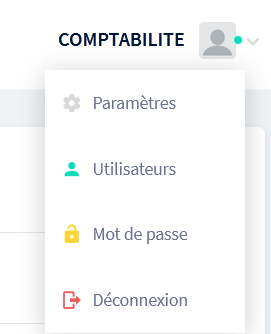 COMPTABILITE
Paramètres
Utilisateurs
Mot de passe
Déconnexion